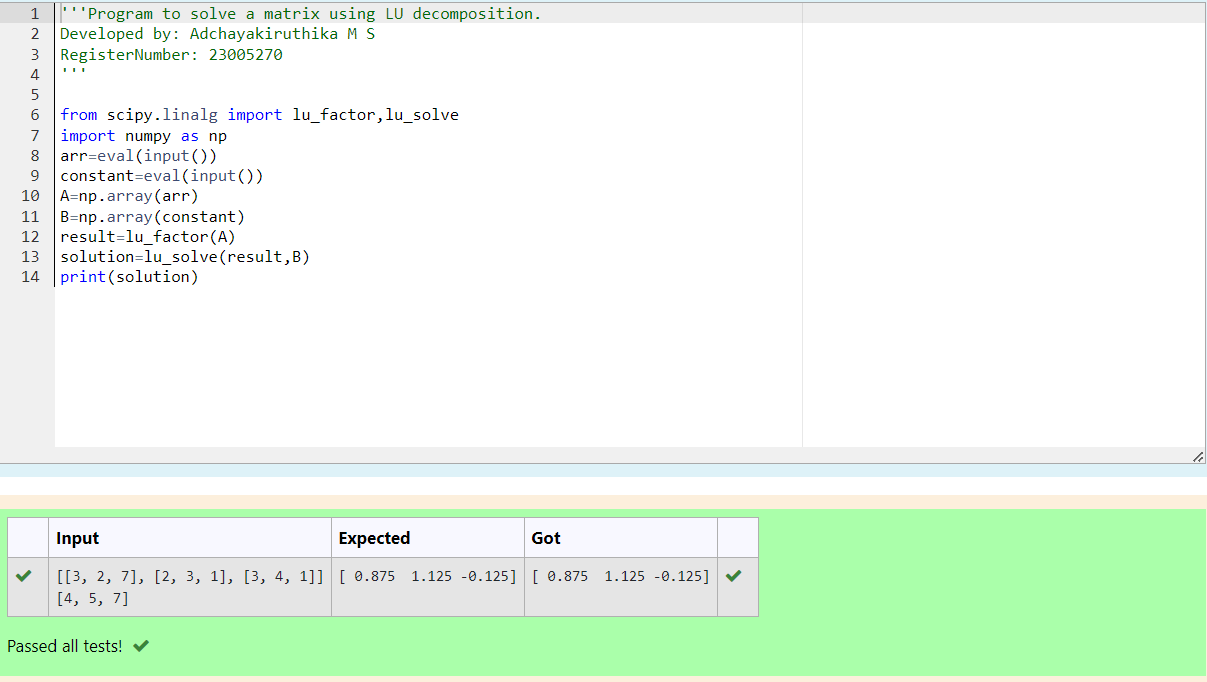 1 '''Program to solve a matrix using LU decomposition.
2 Developed by: Adchayakiruthika M S
3 RegisterNumber: 23005270
4 '''
5
6 from scipy.linalg import lu_factor,lu_solve
7 import numpy as np
8 arr=eval(input())
9 constant=eval(input())
10 A=np.array(arr)
11 B=np.array(constant)
12 result=lu_factor(A)
13 solution=lu_solve(result,B)
14 print(solution)
Input Expected Got
[[3, 2, 7], [2, 3, 1], [3, 4, 1]] [ 0.875  1.125 -0.125] [ 0.875  1.125 -0.125]
[4, 5, 7]
Passed all tests!